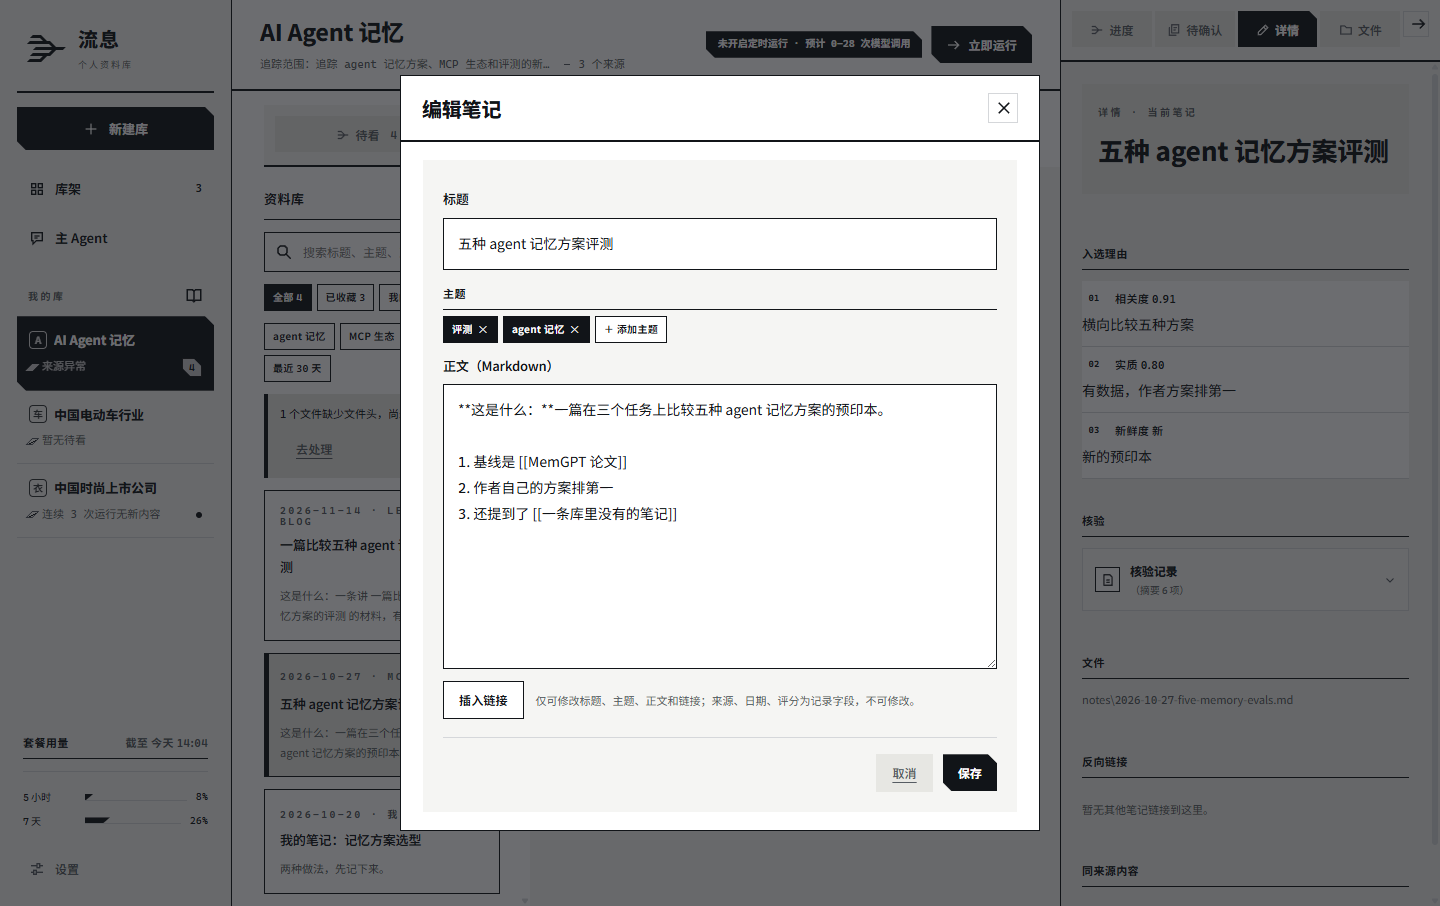 流息
个人资料库
新建库
库架 3
主 Agent
我的库
A AI Agent 记忆
来源异常 4
车 中国电动车行业
暂无待看
衣 中国时尚上市公司
连续 3 次运行无新内容
套餐用量 截至 今天 14:04
5 小时 8%
7 天 26%
设置
AI Agent 记忆
追踪范围：追踪 agent 记忆方案、MCP 生态和评测的新… — 3 个来源
未开启定时运行 · 预计 0–28 次模型调用
立即运行
待看 4
资料库
搜索标题、主题、
全部 4 已收藏 3 我
agent 记忆 MCP 生态
最近 30 天
1 个文件缺少文件头，尚
去处理
2026-11-14 · LE
BLOG
一篇比较五种 agent
测
这是什么：一条讲 一篇比
忆方案的评测 的材料，有
2026-10-27 · MC
五种 agent 记忆方案
这是什么：一篇在三个任
agent 记忆方案的预印本
2026-10-20 · 我
我的笔记：记忆方案选型
两种做法，先记下来。
编辑笔记
标题
五种 agent 记忆方案评测
主题
评测 agent 记忆 添加主题
正文（Markdown）
**这是什么：**一篇在三个任务上比较五种 agent 记忆方案的预印本。
1. 基线是 [[MemGPT 论文]]
2. 作者自己的方案排第一
3. 还提到了 [[一条库里没有的笔记]]
插入链接 仅可修改标题、主题、正文和链接；来源、日期、评分为记录字段，不可修改。
取消 保存
进度 待确认 详情 文件
详情 · 当前笔记
五种 agent 记忆方案评测
入选理由
01 相关度 0.91
横向比较五种方案
02 实质 0.80
有数据，作者方案排第一
03 新鲜度 新
新的预印本
核验
核验记录
（摘要 6 项）
文件
notes\2026-10-27-five-memory-evals.md
反向链接
暂无其他笔记链接到这里。
同来源内容